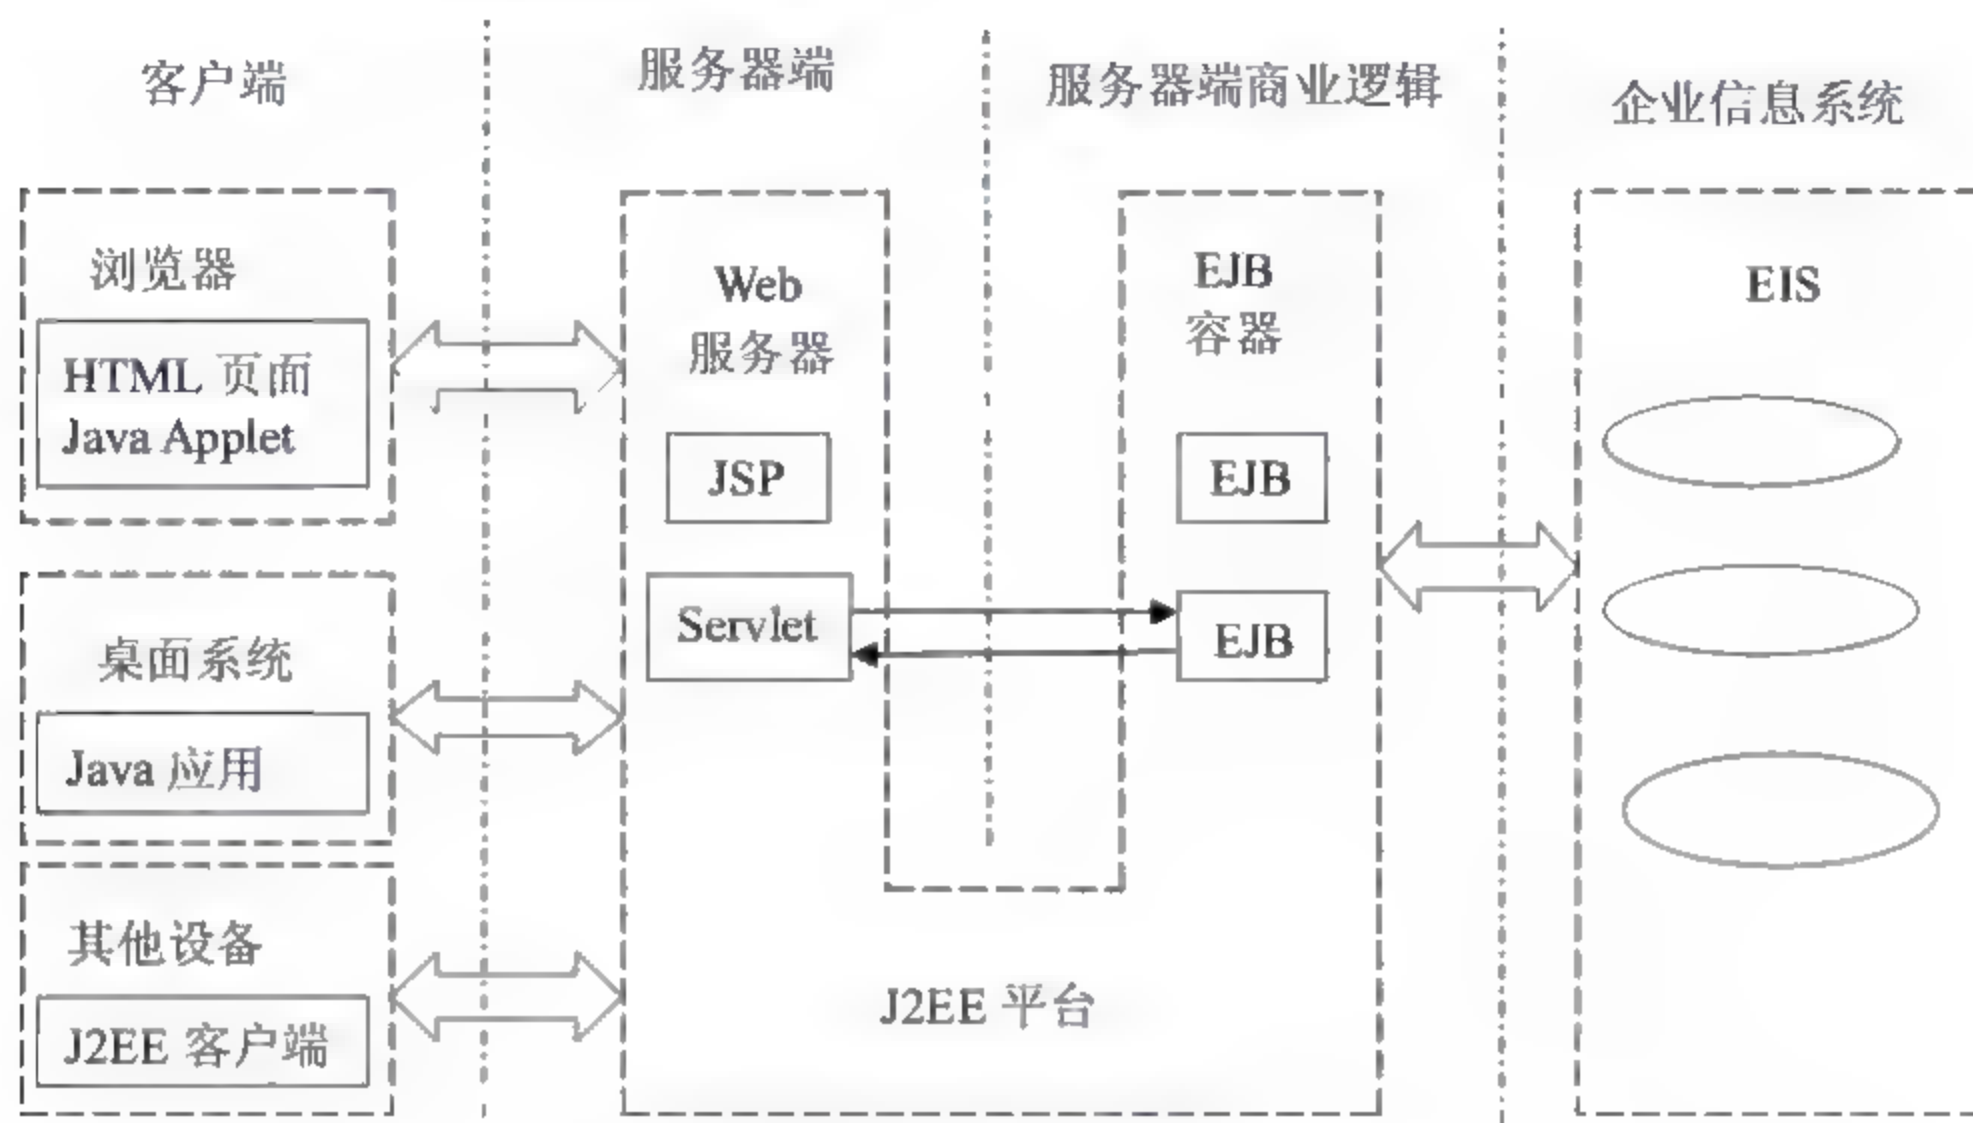 客户端
服务器端
服务器端商业逻辑
企业信息系统
浏览器
HTML 页面
Java Applet
桌面系统
Java 应用
其他设备
J2EE 客户端
Web
服务器
JSP
Servlet
EJB
容器
EJB
EJB
J2EE 平台
EIS